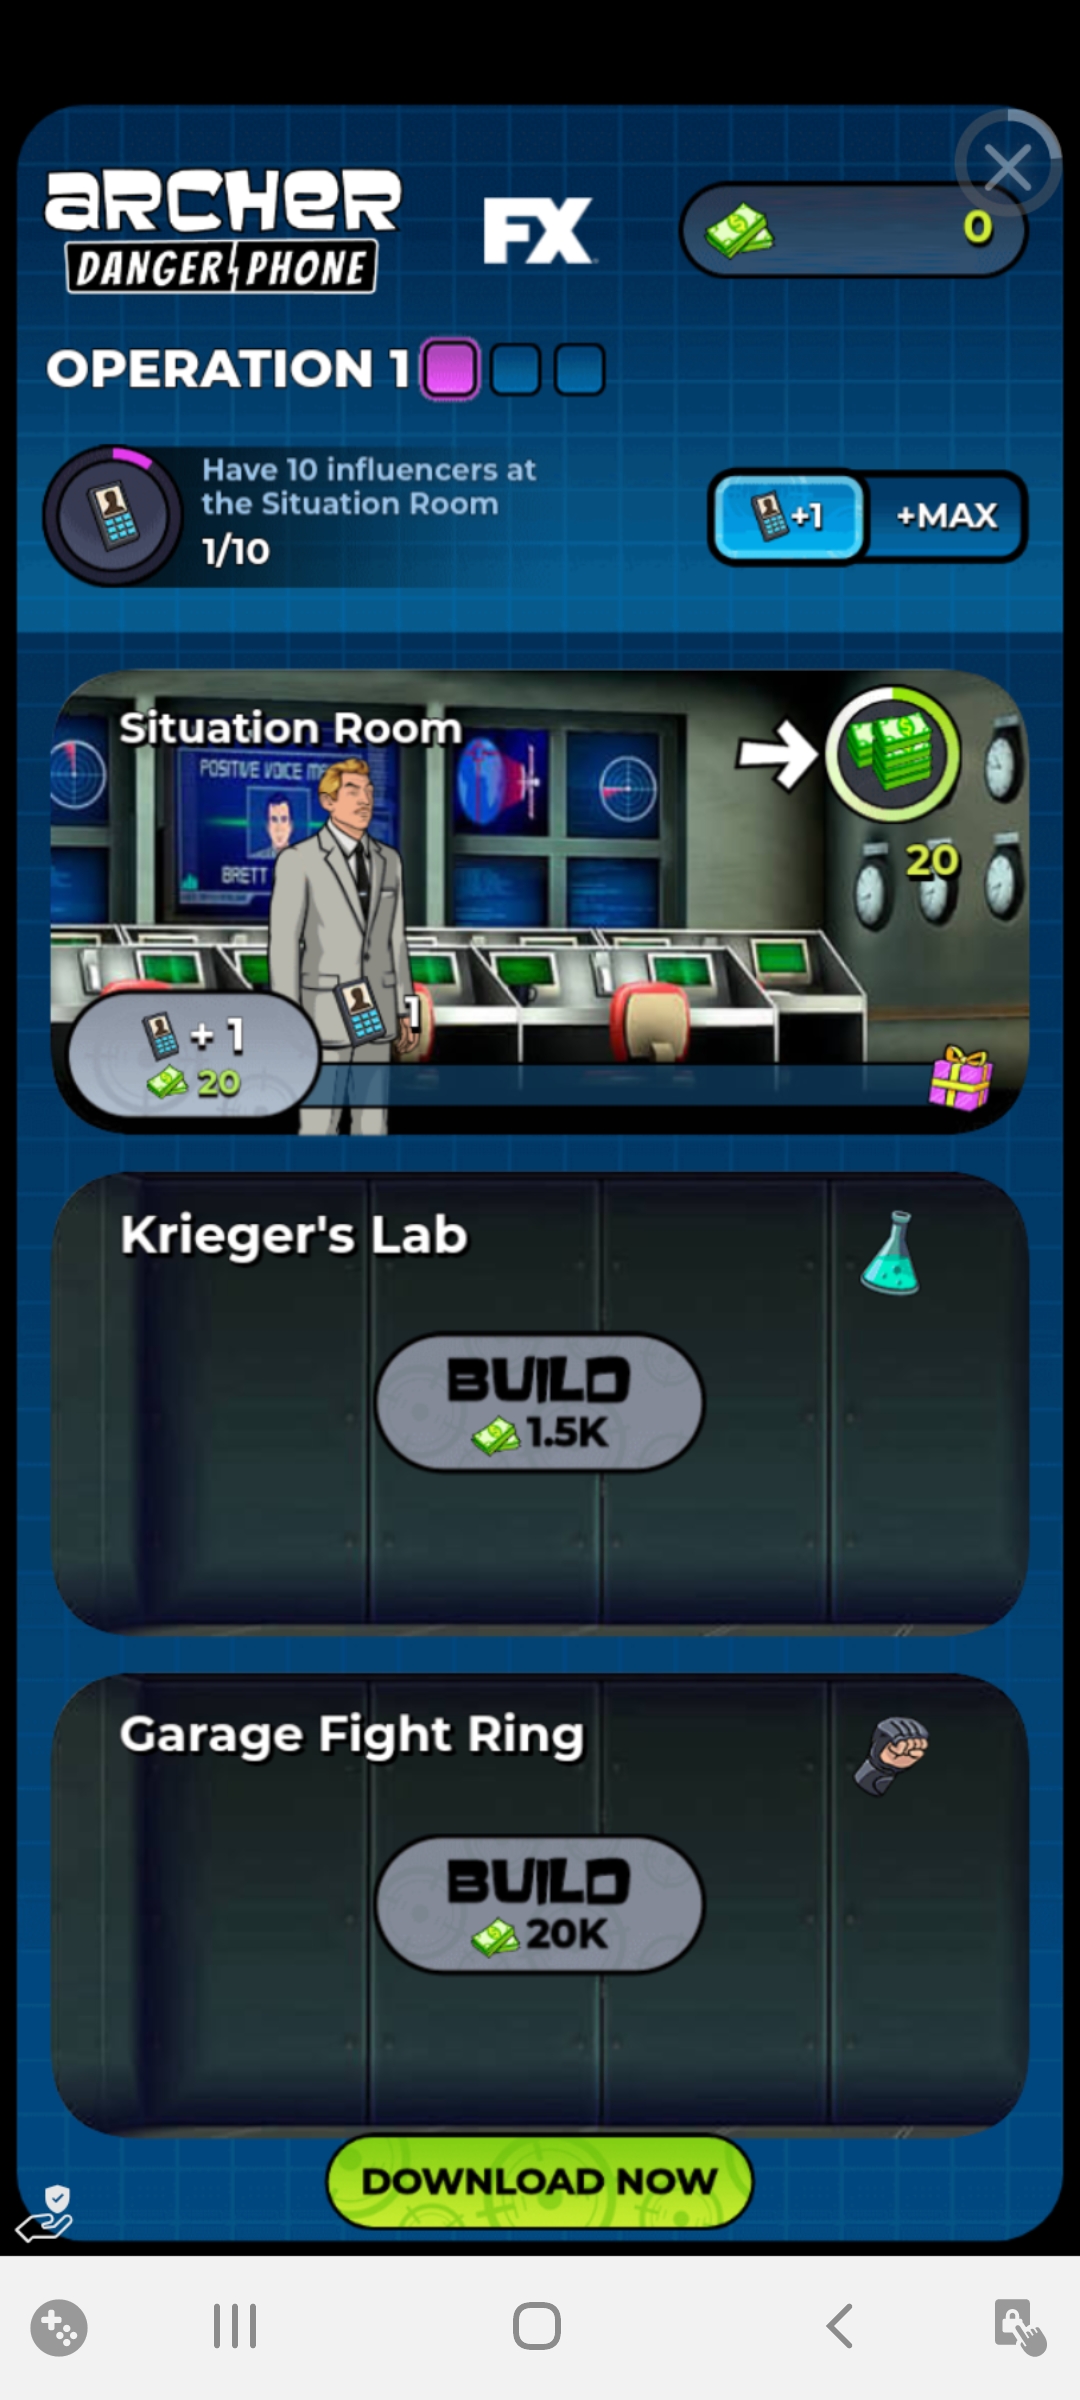 ARCHER
DANGER PHONE
FX
0
OPERATION 1
Have 10 influencers at
the Situation Room
1/10
+1
+MAX
Situation Room
POSITIVE VOICE
BRETT
20
1
+ 1
20
Krieger's Lab
BUILD
1.5K
Garage Fight Ring
BUILD
20K
DOWNLOAD NOW